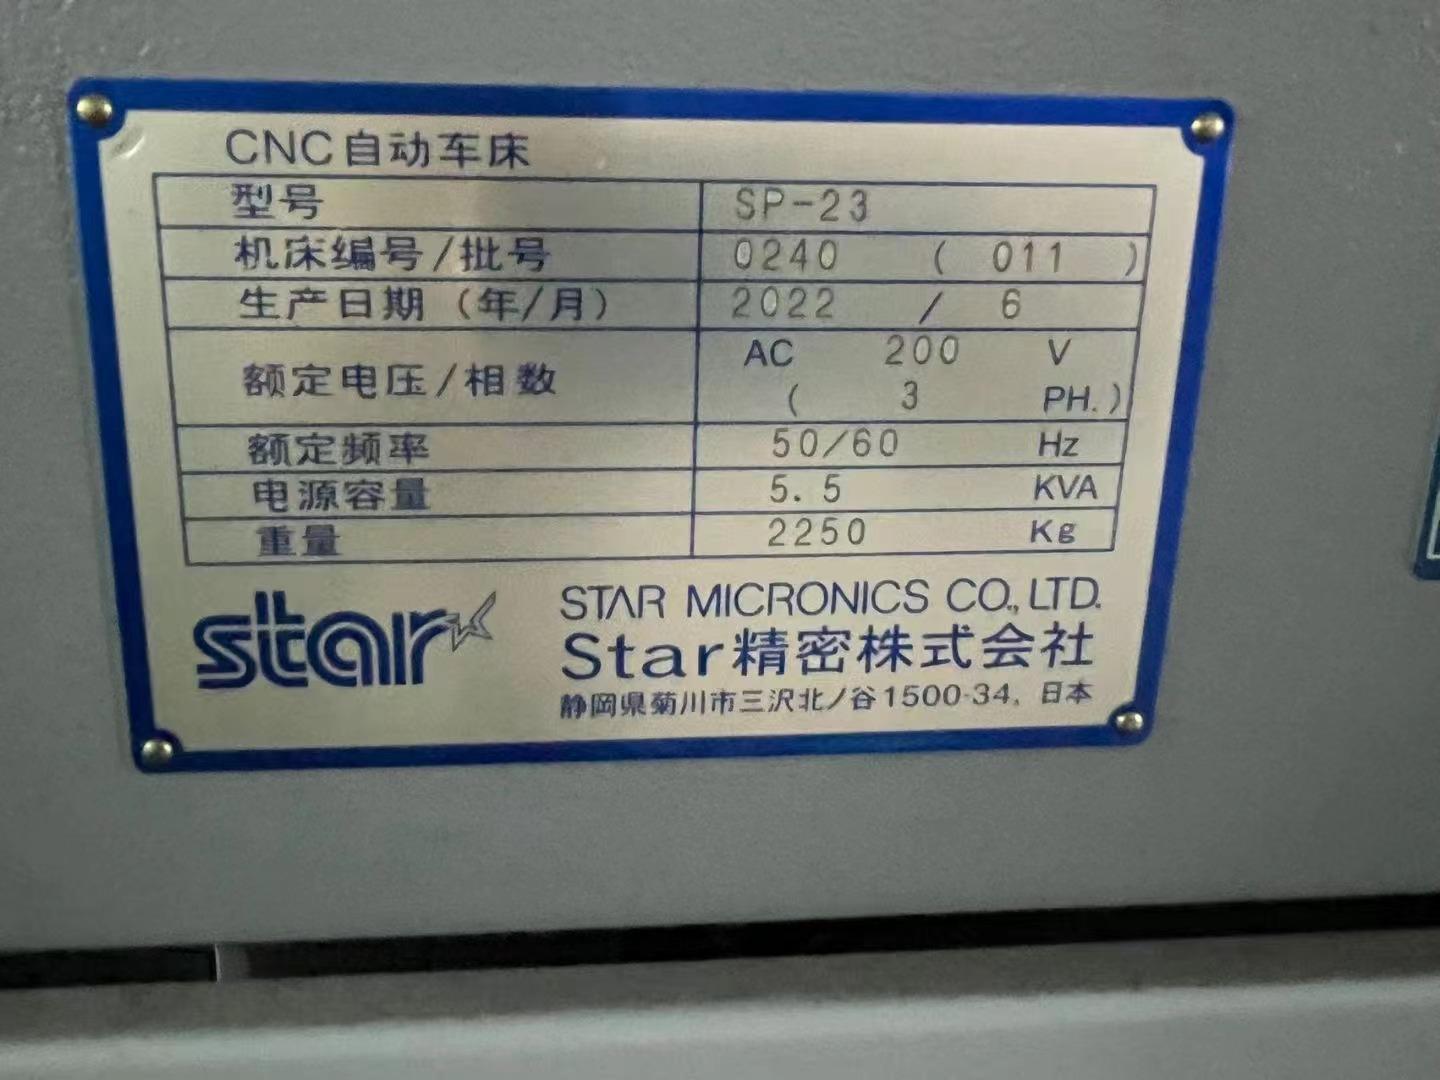 CNC自动车床
型号 SP-23
机床编号/批号 0240 ( 011 )
生产日期 (年/月) 2022 / 6
额定电压/相数 AC 200 V
( 3 PH.)
额定频率 50/60 Hz
电源容量 5.5 KVA
重量 2250 Kg
star
STAR MICRONICS CO.,LTD.
Star精密株式会社
静岡県菊川市三沢北ノ谷1500-34, 日本